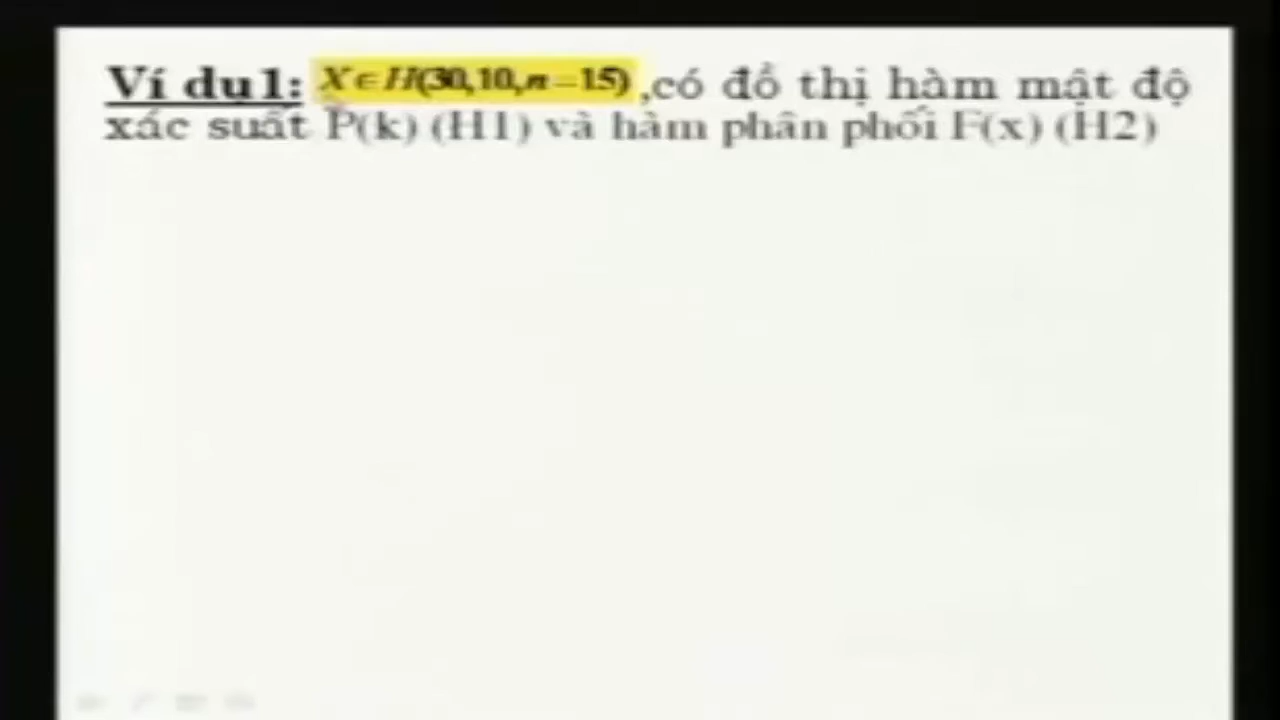 Ví dụ1: X∈H(30,10,n−15) ,có đồ thị hàm mật độ
xác suất P(k) (H1) và hàm phân phối F(x) (H2)